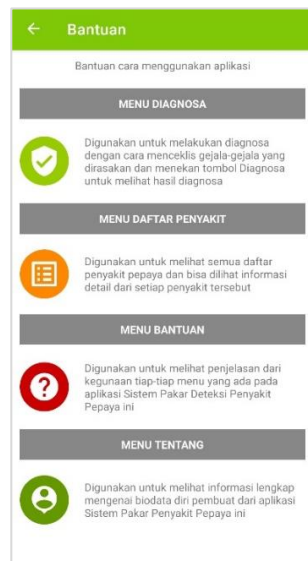 Bantuan
Bantuan cara menggunakan aplikasi
MENU DIAGNOSA
Digunakan untuk melakukan diagnosa
dengan cara menceklis gejala-gejala yang
dirasakan dan menekan tombol Diagnosa
untuk melihat hasil diagnosa
MENU DAFTAR PENYAKIT
Digunakan untuk melihat semua daftar
penyakit pepaya dan bisa dilihat informasi
detail dari setiap penyakit tersebut
MENU BANTUAN
Digunakan untuk melihat penjelasan dari
kegunaan tiap-tiap menu yang ada pada
aplikasi Sistem Pakar Deteksi Penyakit
Pepaya ini
MENU TENTANG
Digunakan untuk melihat informasi lengkap
mengenai biodata diri pembuat dari aplikasi
Sistem Pakar Penyakit Pepaya ini